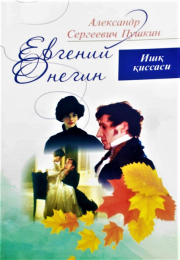 Александр
Сергеевич Пушкин
Евгений
Онегин
Ишқ
қиссаси